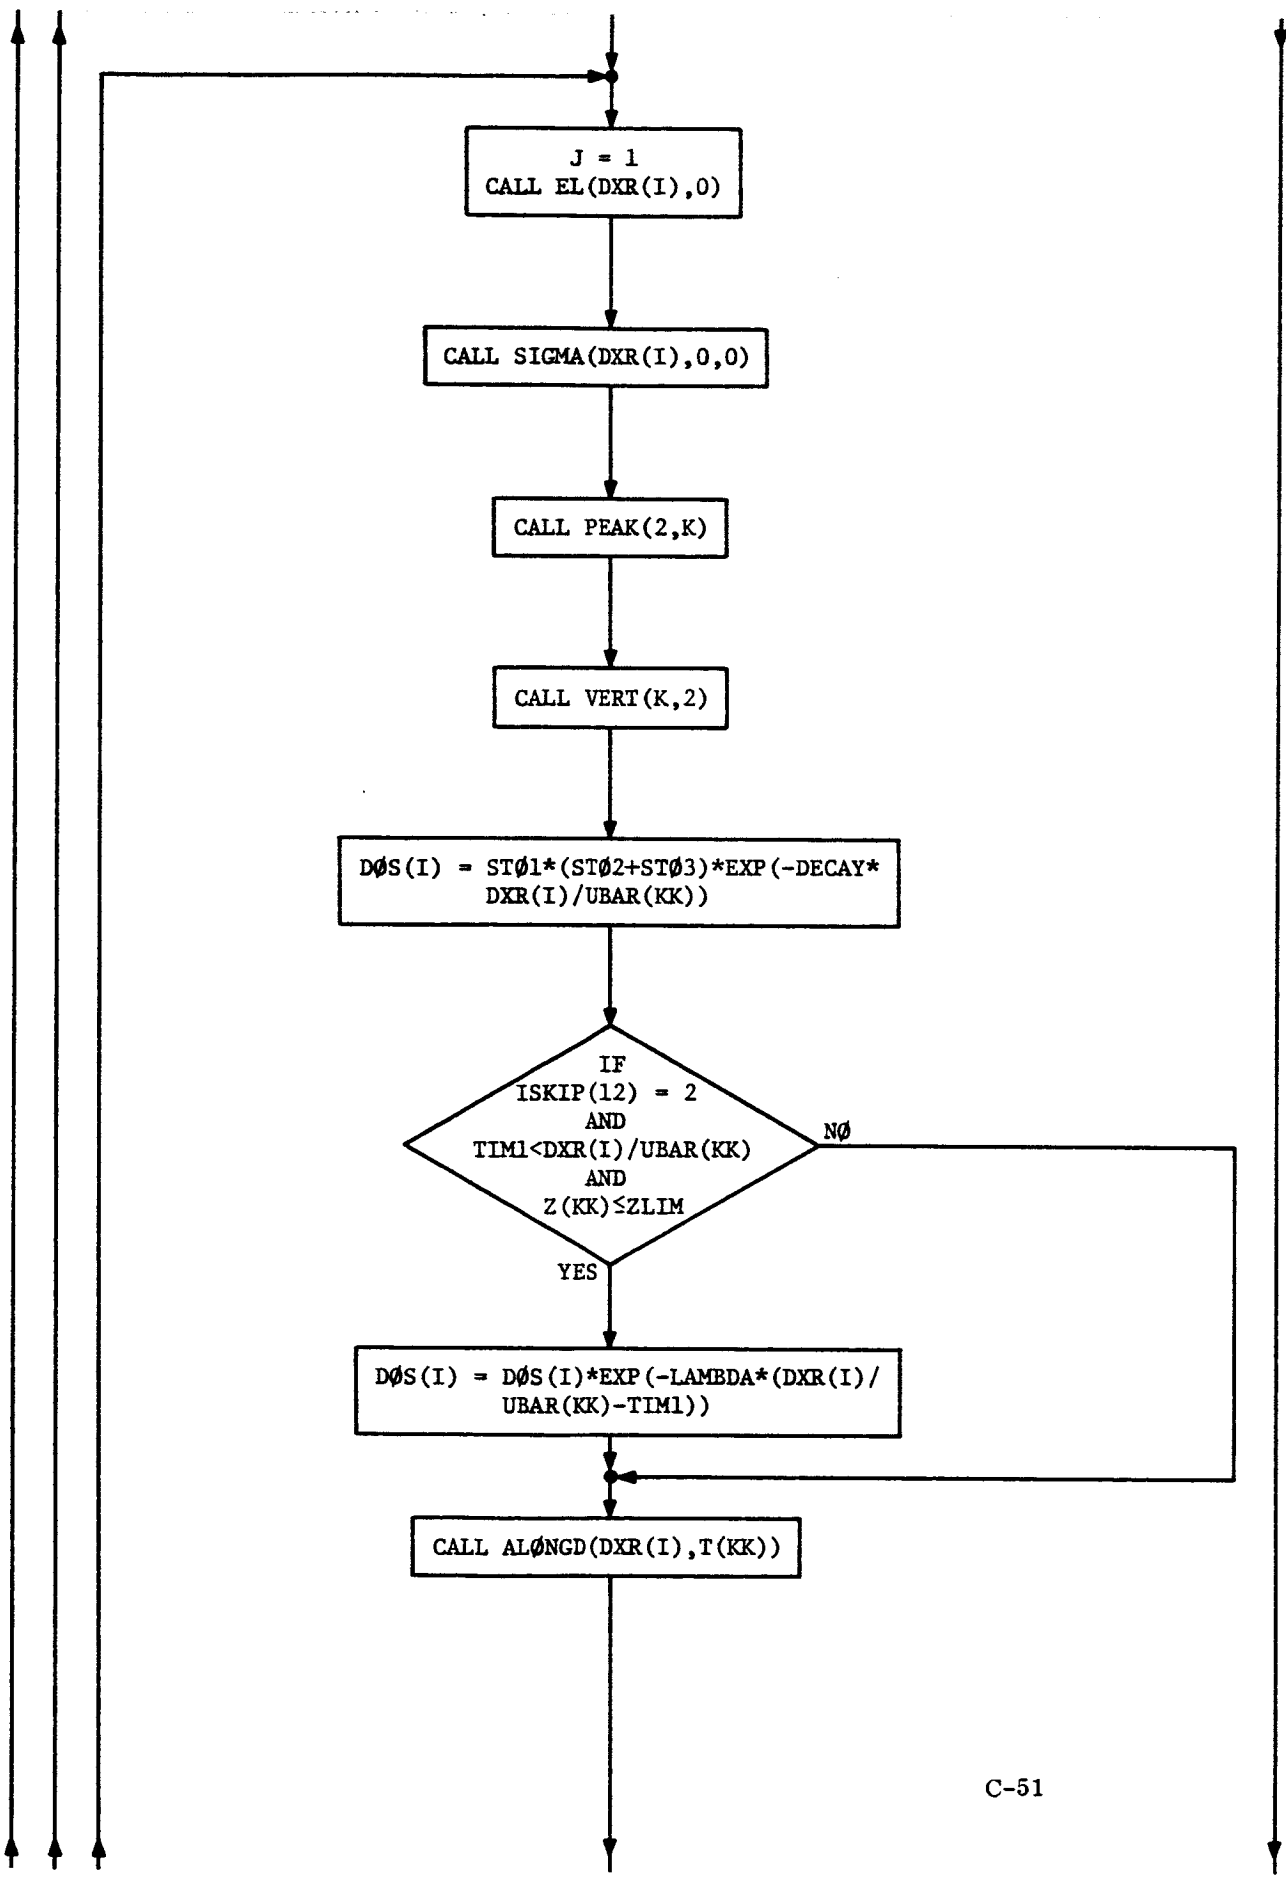 J = 1
CALL EL(DXR(I),0)
CALL SIGMA(DXR(I),0,0)
CALL PEAK(2,K)
CALL VERT(K,2)
DØS(I) = STØ1*(STØ2+STØ3)*EXP(-DECAY*
DXR(I)/UBAR(KK))
IF
ISKIP(12) = 2
AND
TIM1<DXR(I)/UBAR(KK)
AND
Z(KK)≤ZLIM
NØ
YES
DØS(I) = DØS(I)*EXP(-LAMBDA*(DXR(I)/
UBAR(KK)-TIM1))
CALL ALØNGD(DXR(I),T(KK))
C-51